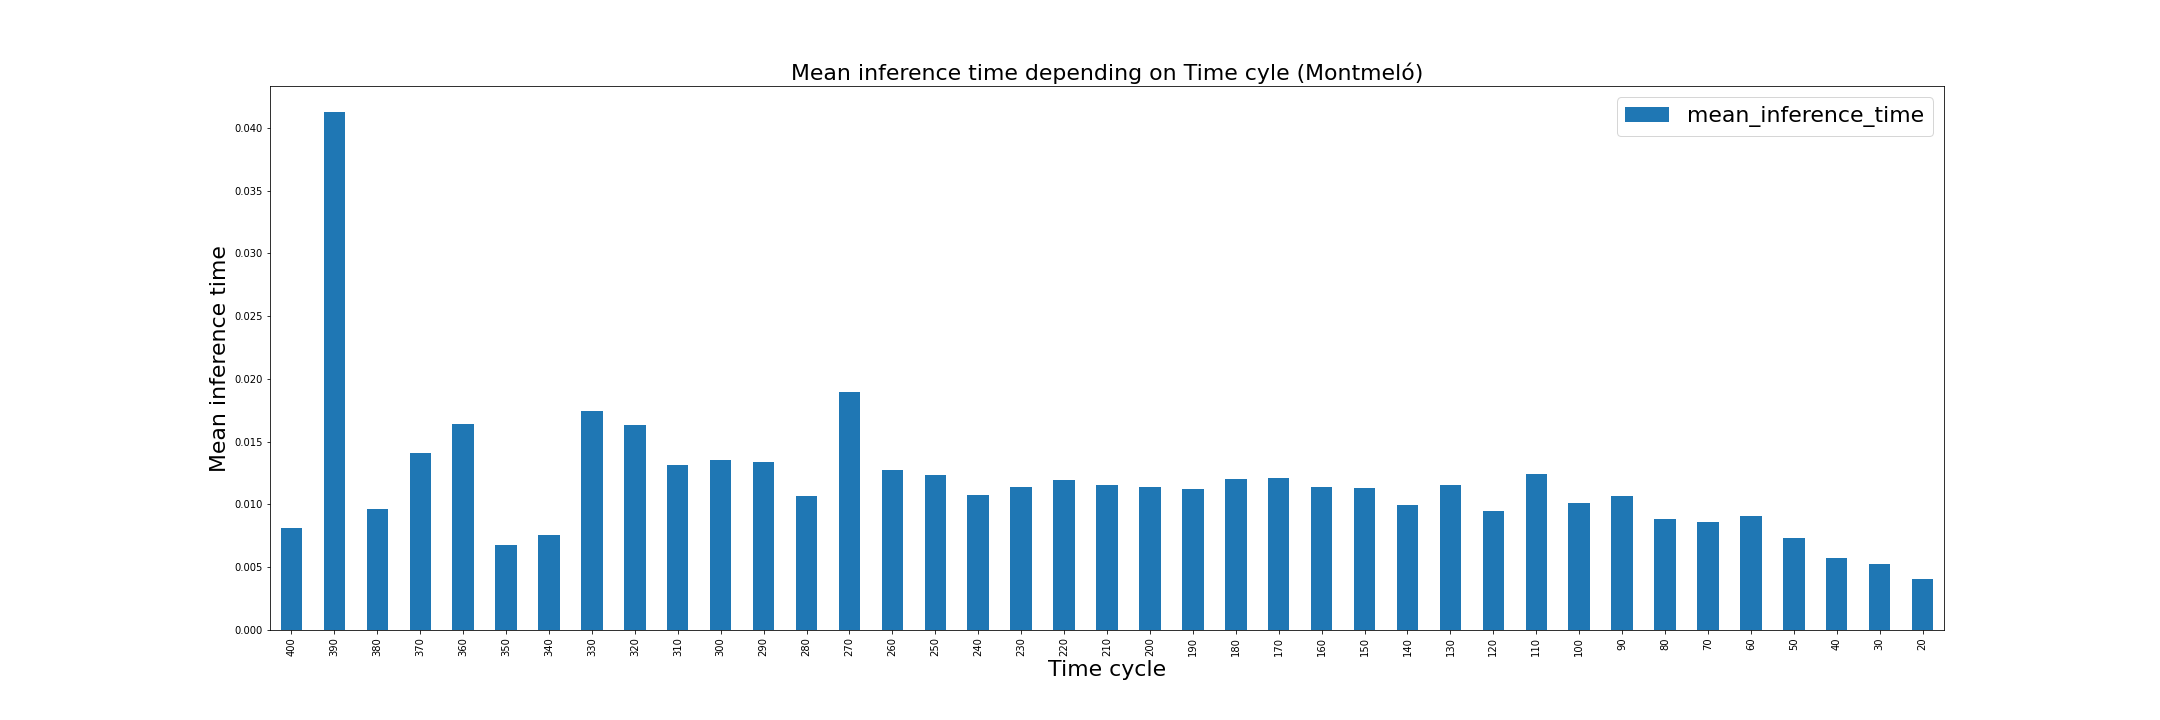 Mean inference time depending on Time cyle (Montmeló)
mean_inference_time
Mean inference time
0.040
0.035
0.030
0.025
0.020
0.015
0.010
0.005
0.000
400 390 380 370 360 350 340 330 320 310 300 290 280 270 260 250 240 230 220 210 200 190 180 170 160 150 140 130 120 110 100 90 80 70 60 50 40 30 20
Time cycle